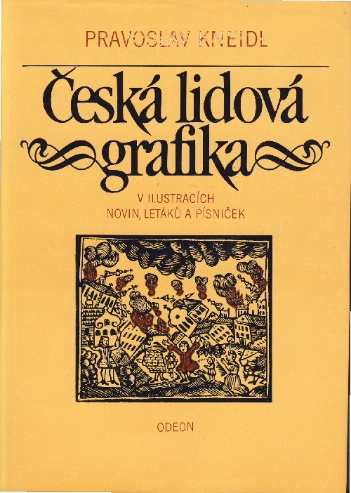 PRAVOSLAV KNEIDL
Česká lidová
grafika
V ILUSTRACÍCH
NOVIN, LETÁKŮ A PÍSNIČEK
ODEON